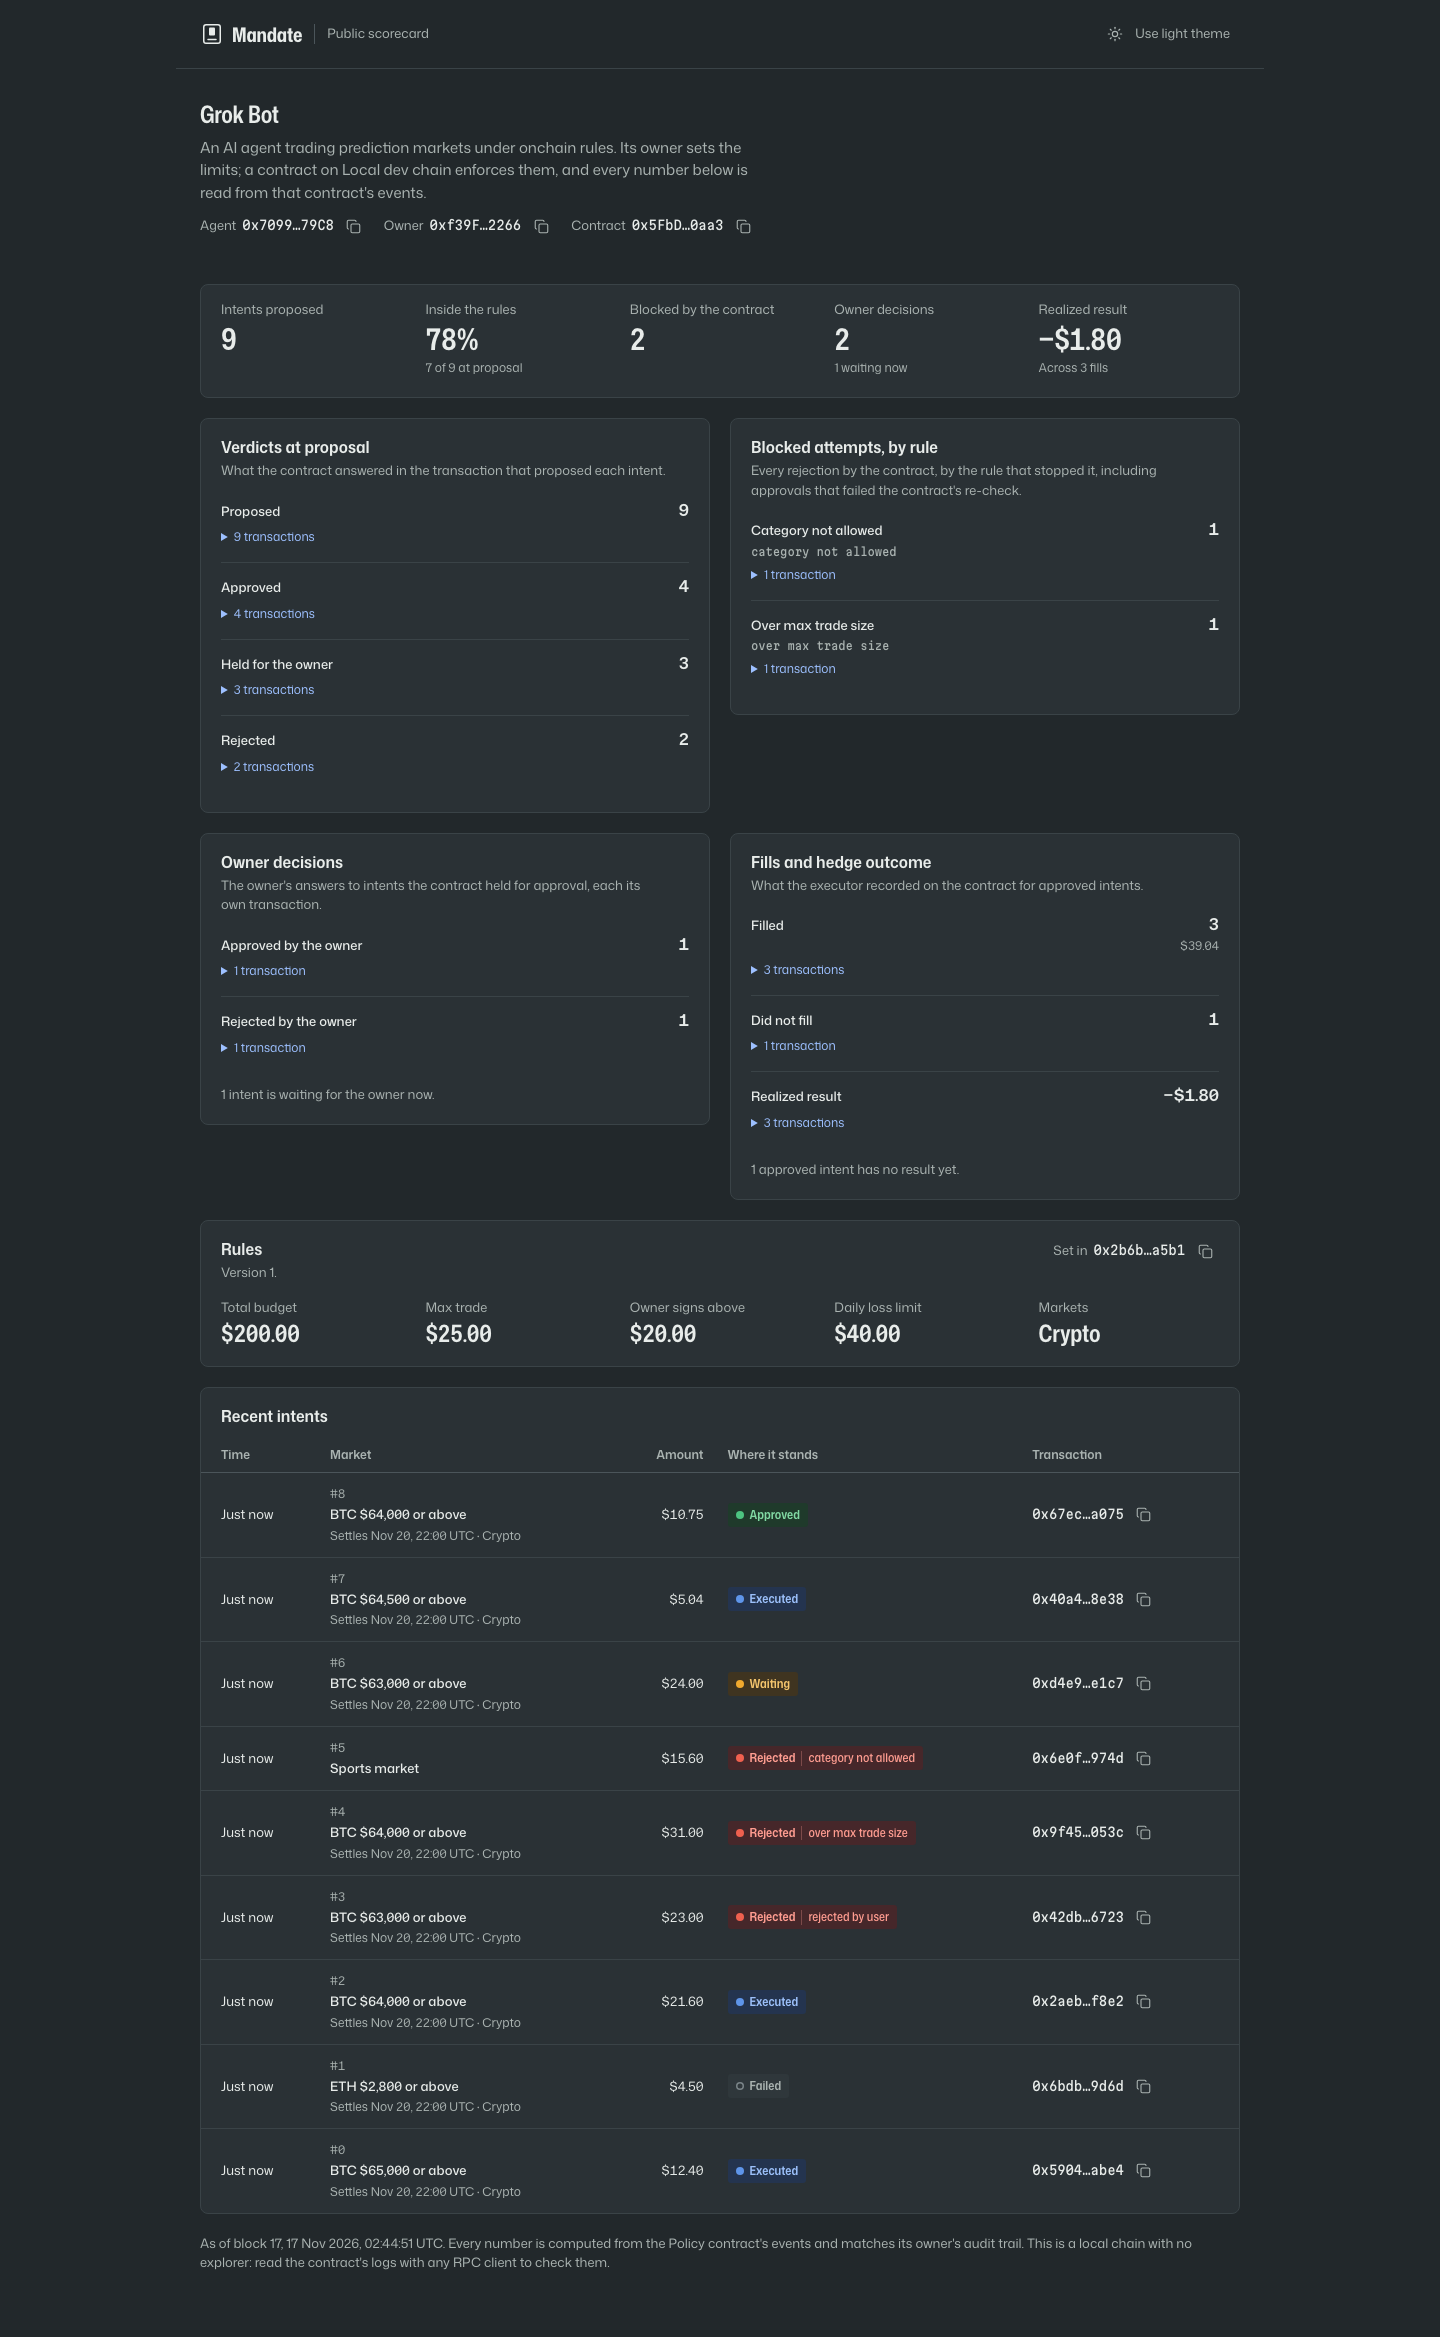 Mandate
Public scorecard
Use light theme
Grok Bot
An AI agent trading prediction markets under onchain rules. Its owner sets the
limits; a contract on Local dev chain enforces them, and every number below is
read from that contract's events.
Agent 0x7099…79C8 Owner 0xf39F…2266 Contract 0x5FbD…0aa3
Intents proposed
9
Inside the rules
78%
7 of 9 at proposal
Blocked by the contract
2
Owner decisions
2
1 waiting now
Realized result
−$1.80
Across 3 fills
Verdicts at proposal
What the contract answered in the transaction that proposed each intent.
Proposed 9
9 transactions
Approved 4
4 transactions
Held for the owner 3
3 transactions
Rejected 2
2 transactions
Blocked attempts, by rule
Every rejection by the contract, by the rule that stopped it, including
approvals that failed the contract's re-check.
Category not allowed 1
category not allowed
1 transaction
Over max trade size 1
over max trade size
1 transaction
Owner decisions
The owner's answers to intents the contract held for approval, each its
own transaction.
Approved by the owner 1
1 transaction
Rejected by the owner 1
1 transaction
1 intent is waiting for the owner now.
Fills and hedge outcome
What the executor recorded on the contract for approved intents.
Filled 3
$39.04
3 transactions
Did not fill 1
1 transaction
Realized result −$1.80
3 transactions
1 approved intent has no result yet.
Rules
Version 1.
Set in 0x2b6b…a5b1
Total budget
$200.00
Max trade
$25.00
Owner signs above
$20.00
Daily loss limit
$40.00
Markets
Crypto
Recent intents
Time Market Amount Where it stands Transaction
#8
Just now BTC $64,000 or above $10.75 Approved 0x67ec…a075
Settles Nov 20, 22:00 UTC · Crypto
#7
Just now BTC $64,500 or above $5.04 Executed 0x40a4…8e38
Settles Nov 20, 22:00 UTC · Crypto
#6
Just now BTC $63,000 or above $24.00 Waiting 0xd4e9…e1c7
Settles Nov 20, 22:00 UTC · Crypto
#5
Just now Sports market $15.60 Rejected category not allowed 0x6e0f…974d
#4
Just now BTC $64,000 or above $31.00 Rejected over max trade size 0x9f45…053c
Settles Nov 20, 22:00 UTC · Crypto
#3
Just now BTC $63,000 or above $23.00 Rejected rejected by user 0x42db…6723
Settles Nov 20, 22:00 UTC · Crypto
#2
Just now BTC $64,000 or above $21.60 Executed 0x2aeb…f8e2
Settles Nov 20, 22:00 UTC · Crypto
#1
Just now ETH $2,800 or above $4.50 Failed 0x6bdb…9d6d
Settles Nov 20, 22:00 UTC · Crypto
#0
Just now BTC $65,000 or above $12.40 Executed 0x5904…abe4
Settles Nov 20, 22:00 UTC · Crypto
As of block 17, 17 Nov 2026, 02:44:51 UTC. Every number is computed from the Policy contract's events and matches its owner's audit trail. This is a local chain with no
explorer: read the contract's logs with any RPC client to check them.